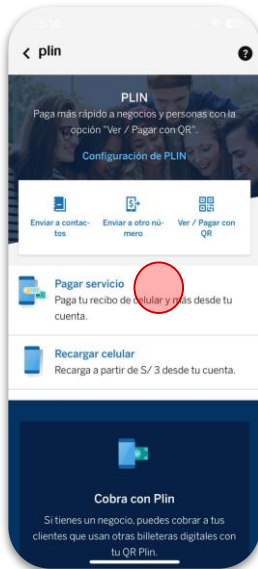 plin
PLIN
Paga más rápido a negocios y personas con la
opción "Ver / Pagar con QR".
Configuración de PLIN
Enviar a contac-
tos
Enviar a otro nú-
mero
Ver / Pagar con
QR
Pagar servicio
Paga tu recibo de celular y más desde tu
cuenta.
Recargar celular
Recarga a partir de S/ 3 desde tu cuenta.
Cobra con Plin
Si tienes un negocio, puedes cobrar a tus
clientes que usan otras billeteras digitales con
tu QR Plin.